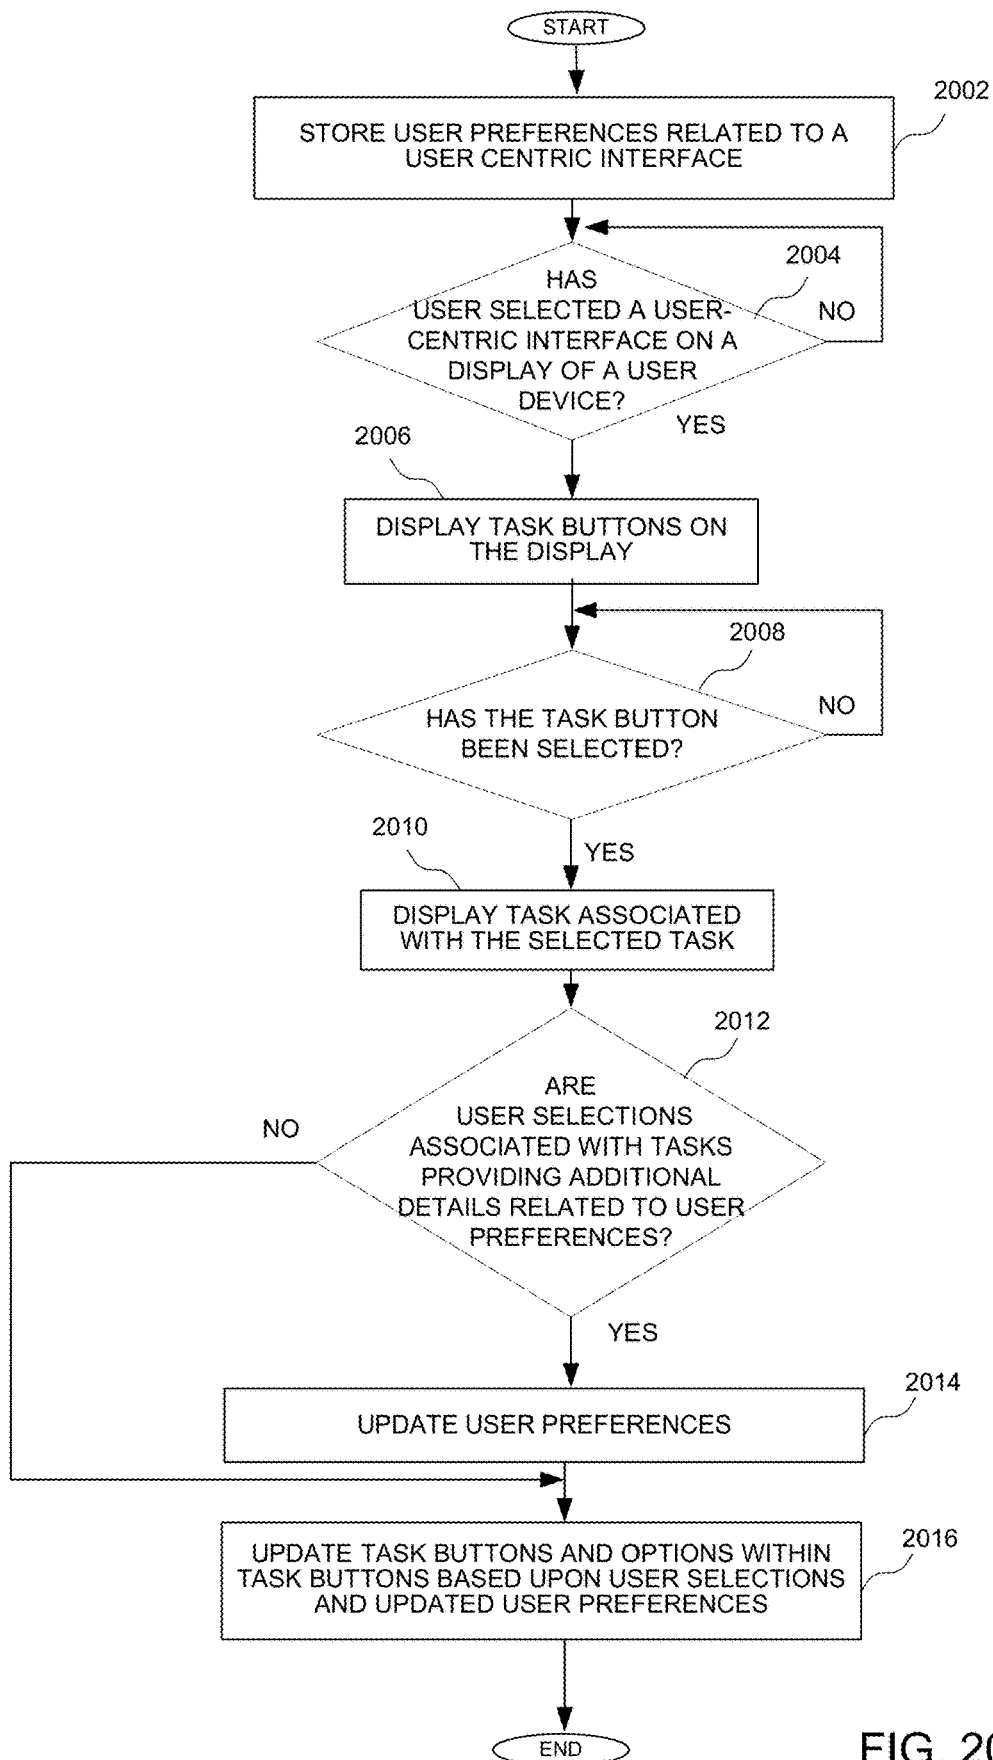 START
2002
STORE USER PREFERENCES RELATED TO A
USER CENTRIC INTERFACE
2004
HAS
USER SELECTED A USER-
CENTRIC INTERFACE ON A
DISPLAY OF A USER
DEVICE?
NO
YES
2006
DISPLAY TASK BUTTONS ON
THE DISPLAY
2008
HAS THE TASK BUTTON
BEEN SELECTED?
NO
YES
2010
DISPLAY TASK ASSOCIATED
WITH THE SELECTED TASK
2012
ARE
USER SELECTIONS
ASSOCIATED WITH TASKS
PROVIDING ADDITIONAL
DETAILS RELATED TO USER
PREFERENCES?
NO
YES
2014
UPDATE USER PREFERENCES
2016
UPDATE TASK BUTTONS AND OPTIONS WITHIN
TASK BUTTONS BASED UPON USER SELECTIONS
AND UPDATED USER PREFERENCES
END
FIG. 20